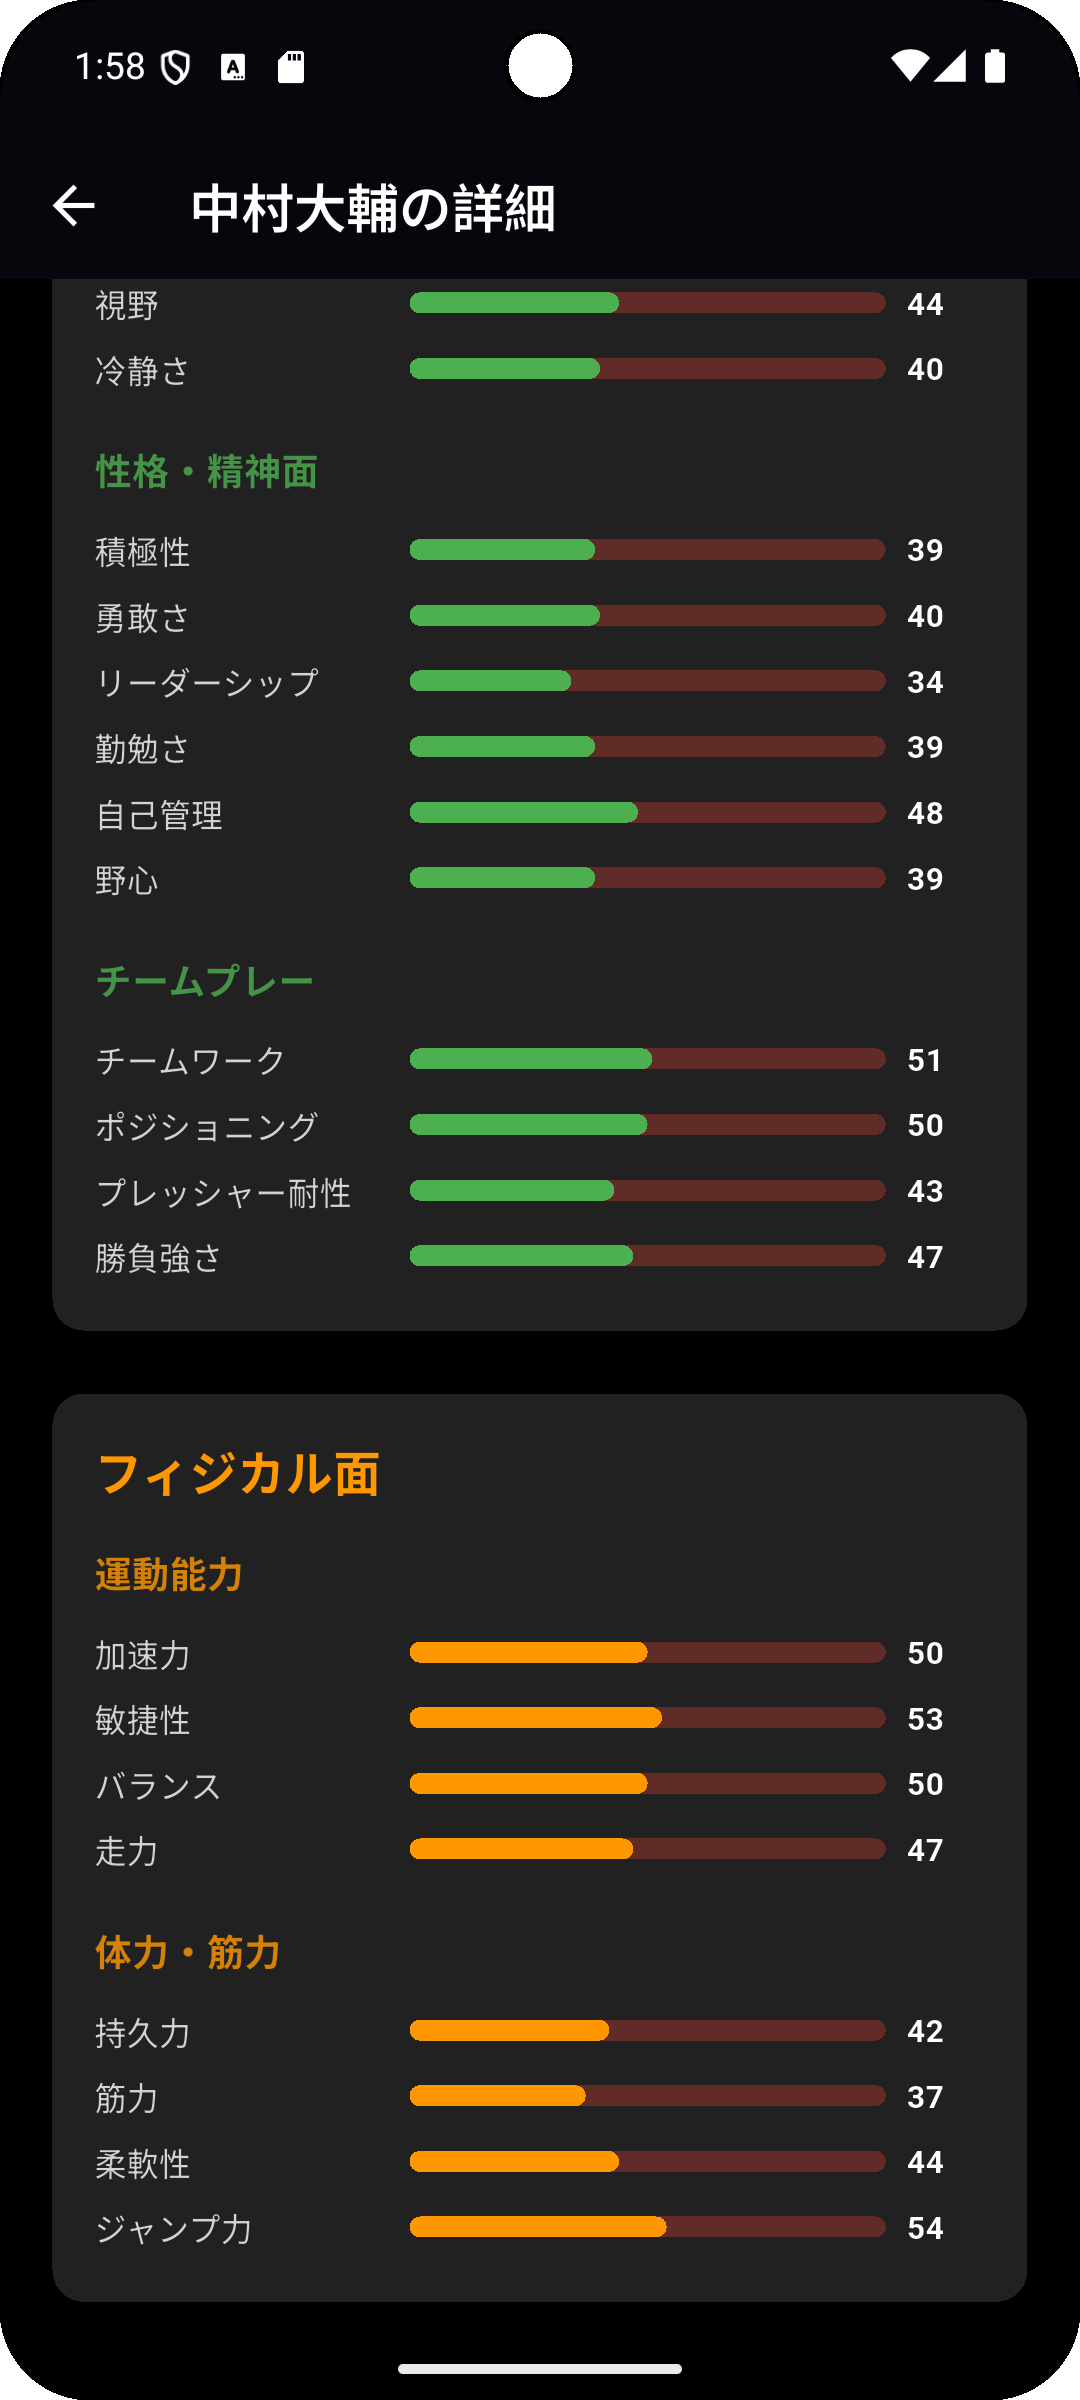 1:58
中村大輔の詳細
視野 44
冷静さ 40
性格・精神面
積極性 39
勇敢さ 40
リーダーシップ 34
勤勉さ 39
自己管理 48
野心 39
チームプレー
チームワーク 51
ポジショニング 50
プレッシャー耐性 43
勝負強さ 47
フィジカル面
運動能力
加速力 50
敏捷性 53
バランス 50
走力 47
体力・筋力
持久力 42
筋力 37
柔軟性 44
ジャンプ力 54